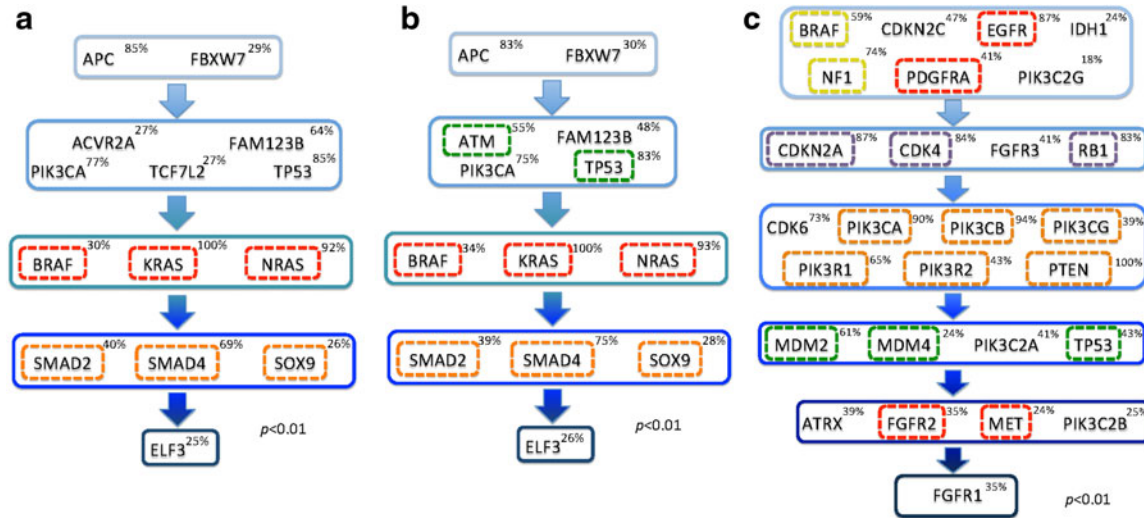 a
APC 85% FBXW7 29%
ACVR2A 27% FAM123B 64%
PIK3CA 77% TCF7L2 27% TP53 85%
BRAF 30% KRAS 100% NRAS 92%
SMAD2 40% SMAD4 69% SOX9 26%
ELF3 25%
p<0.01
b
APC 83% FBXW7 30%
ATM 55% FAM123B 48%
PIK3CA 75% TP53 83%
BRAF 34% KRAS 100% NRAS 93%
SMAD2 39% SMAD4 75% SOX9 28%
ELF3 26%
p<0.01
c
BRAF 59% CDKN2C 47% EGFR 87% IDH1 24%
NF1 74% PDGFRA 41% PIK3C2G 18%
CDKN2A 87% CDK4 84% FGFR3 41% RB1 83%
CDK6 73% PIK3CA 90% PIK3CB 94% PIK3CG 39%
PIK3R1 65% PIK3R2 43% PTEN 100%
MDM2 61% MDM4 24% PIK3C2A 41% TP53 43%
ATRX 39% FGFR2 35% MET 24% PIK3C2B 25%
FGFR1 35%
p<0.01